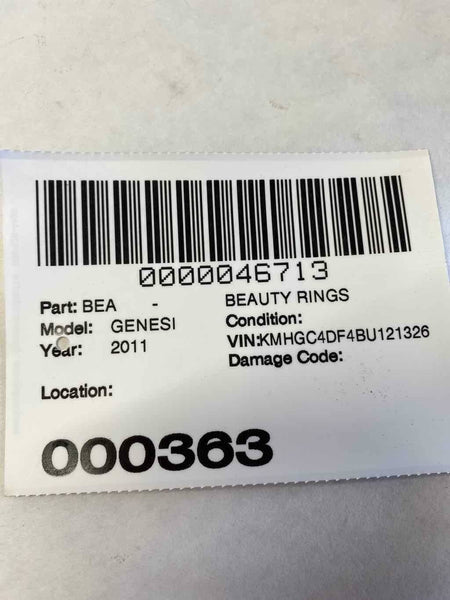 0000046713
Part: BEA - BEAUTY RINGS
Model: GENESI Condition:
Year: 2011 VIN:KMHGC4DF4BU121326
Damage Code:
Location:
000363